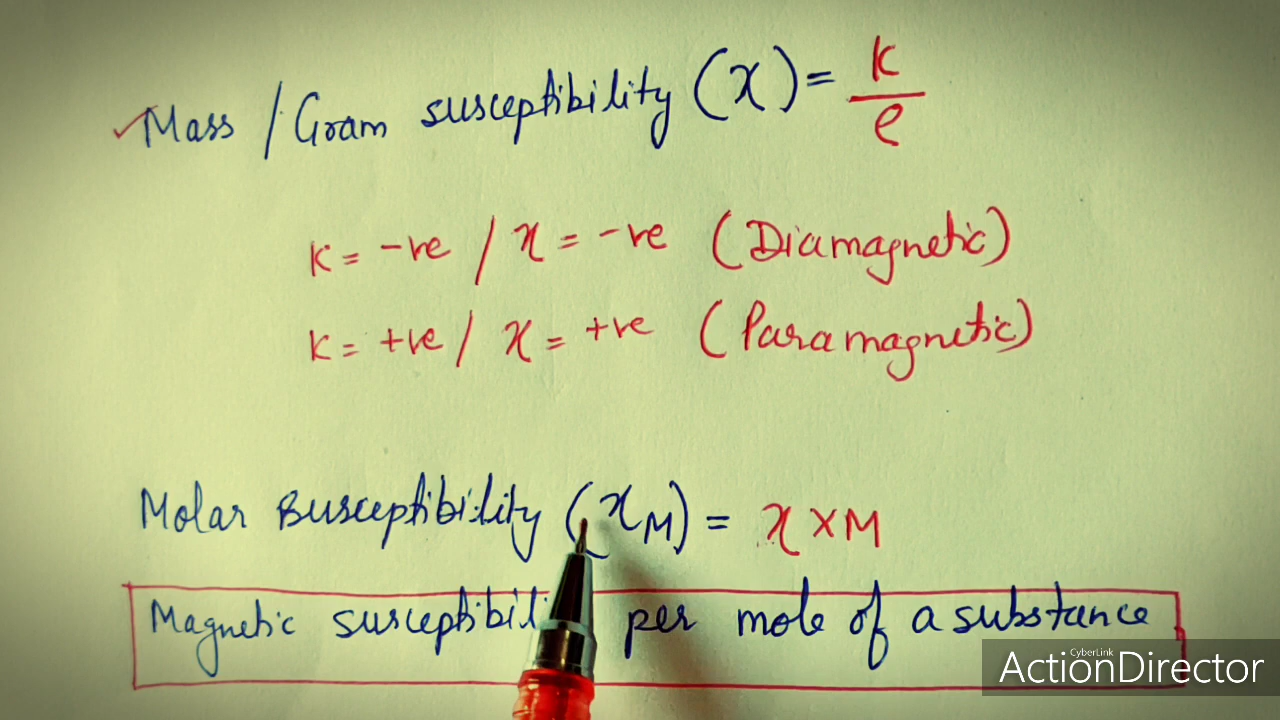 ✓Mass / Gram susceptibility (χ) = K/ρ
K = -ve / χ = -ve (Diamagnetic)
K = +ve / χ = +ve (Paramagnetic)
Molar susceptibility (χM) = χ × M
Magnetic susceptibili per mole of a substance
CyberLink
ActionDirector